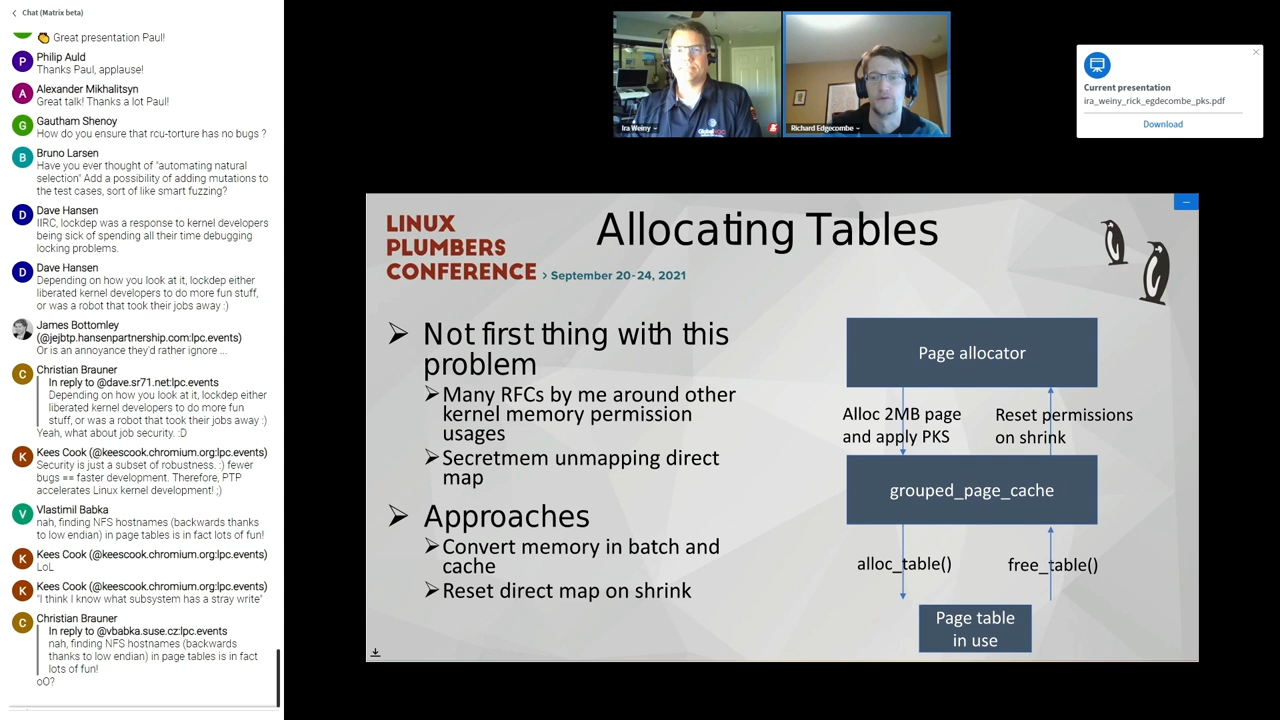 Chat (Matrix beta)
👏 Great presentation Paul!
P
Philip Auld
Thanks Paul, applause!
A
Alexander Mikhalitsyn
Great talk! Thanks a lot Paul!
G
Gautham Shenoy
How do you ensure that rcu-torture has no bugs ?
B
Bruno Larsen
Have you ever thought of "automating natural
selection" Add a possibility of adding mutations to
the test cases, sort of like smart fuzzing?
D
Dave Hansen
IIRC, lockdep was a response to kernel developers
being sick of spending all their time debugging
locking problems.
D
Dave Hansen
Depending on how you look at it, lockdep either
liberated kernel developers to do more fun stuff,
or was a robot that took their jobs away :)
James Bottomley
(@jejbtp.hansenpartnership.com:lpc.events)
Or is an annoyance they'd rather ignore ...
C
Christian Brauner
In reply to @dave.sr71.net:lpc.events
Depending on how you look at it, lockdep either
liberated kernel developers to do more fun
stuff, or was a robot that took their jobs away :)
Yeah, what about job security. :D
K
Kees Cook (@keescook.chromium.org:lpc.events)
Security is just a subset of robustness. :) fewer
bugs == faster development. Therefore, PTP
accelerates Linux kernel development! ;)
V
Vlastimil Babka
nah, finding NFS hostnames (backwards thanks
to low endian) in page tables is in fact lots of fun!
K
Kees Cook (@keescook.chromium.org:lpc.events)
LoL
K
Kees Cook (@keescook.chromium.org:lpc.events)
"I think I know what subsystem has a stray write"
C
Christian Brauner
In reply to @vbabka.suse.cz:lpc.events
nah, finding NFS hostnames (backwards
thanks to low endian) in page tables is in fact
lots of fun!
oO?
Ira Weiny
Richard Edgecombe
Current presentation
ira_weiny_rick_egdecombe_pks.pdf
Download
LINUX
PLUMBERS
CONFERENCE > September 20-24, 2021
Allocating Tables
Not first thing with this
problem
Many RFCs by me around other
kernel memory permission
usages
Secretmem unmapping direct
map
Approaches
Convert memory in batch and
cache
Reset direct map on shrink
Page allocator
Alloc 2MB page
and apply PKS
Reset permissions
on shrink
grouped_page_cache
alloc_table()
free_table()
Page table
in use